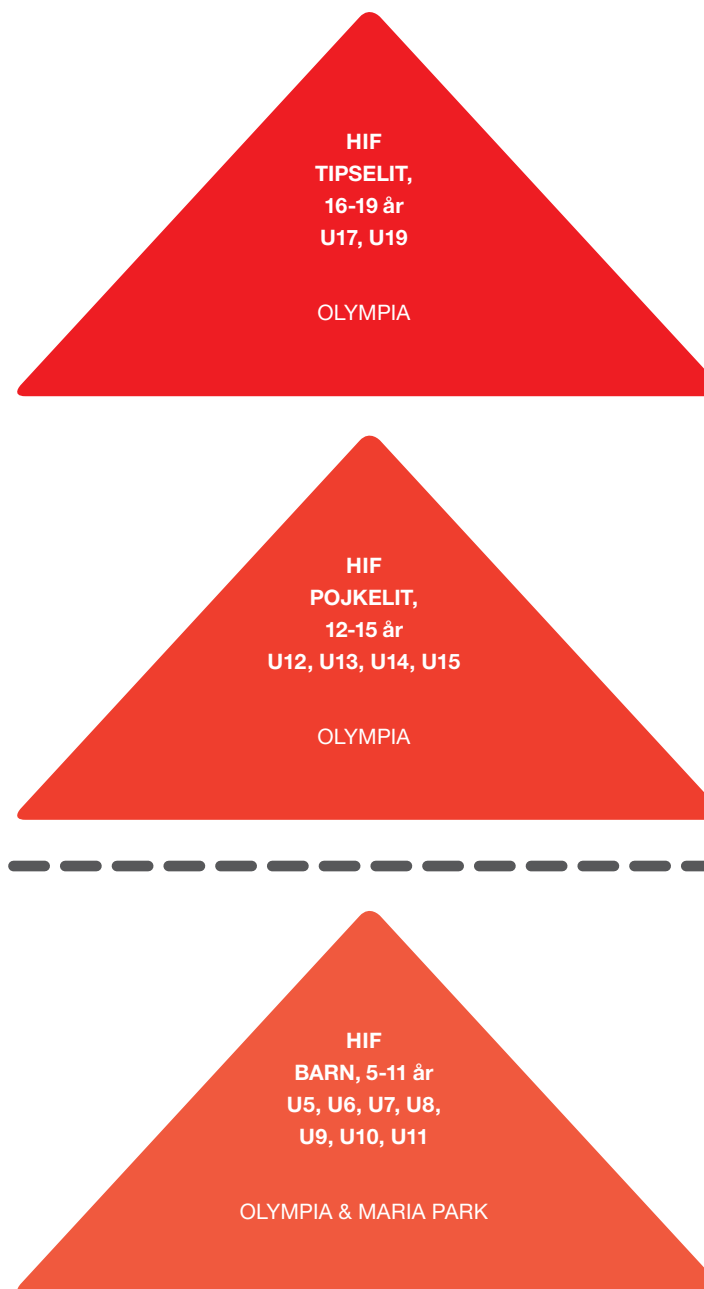 HIF
TIPSELIT,
16-19 år
U17, U19
OLYMPIA
HIF
POJKELIT,
12-15 år
U12, U13, U14, U15
OLYMPIA
HIF
BARN, 5-11 år
U5, U6, U7, U8,
U9, U10, U11
OLYMPIA & MARIA PARK